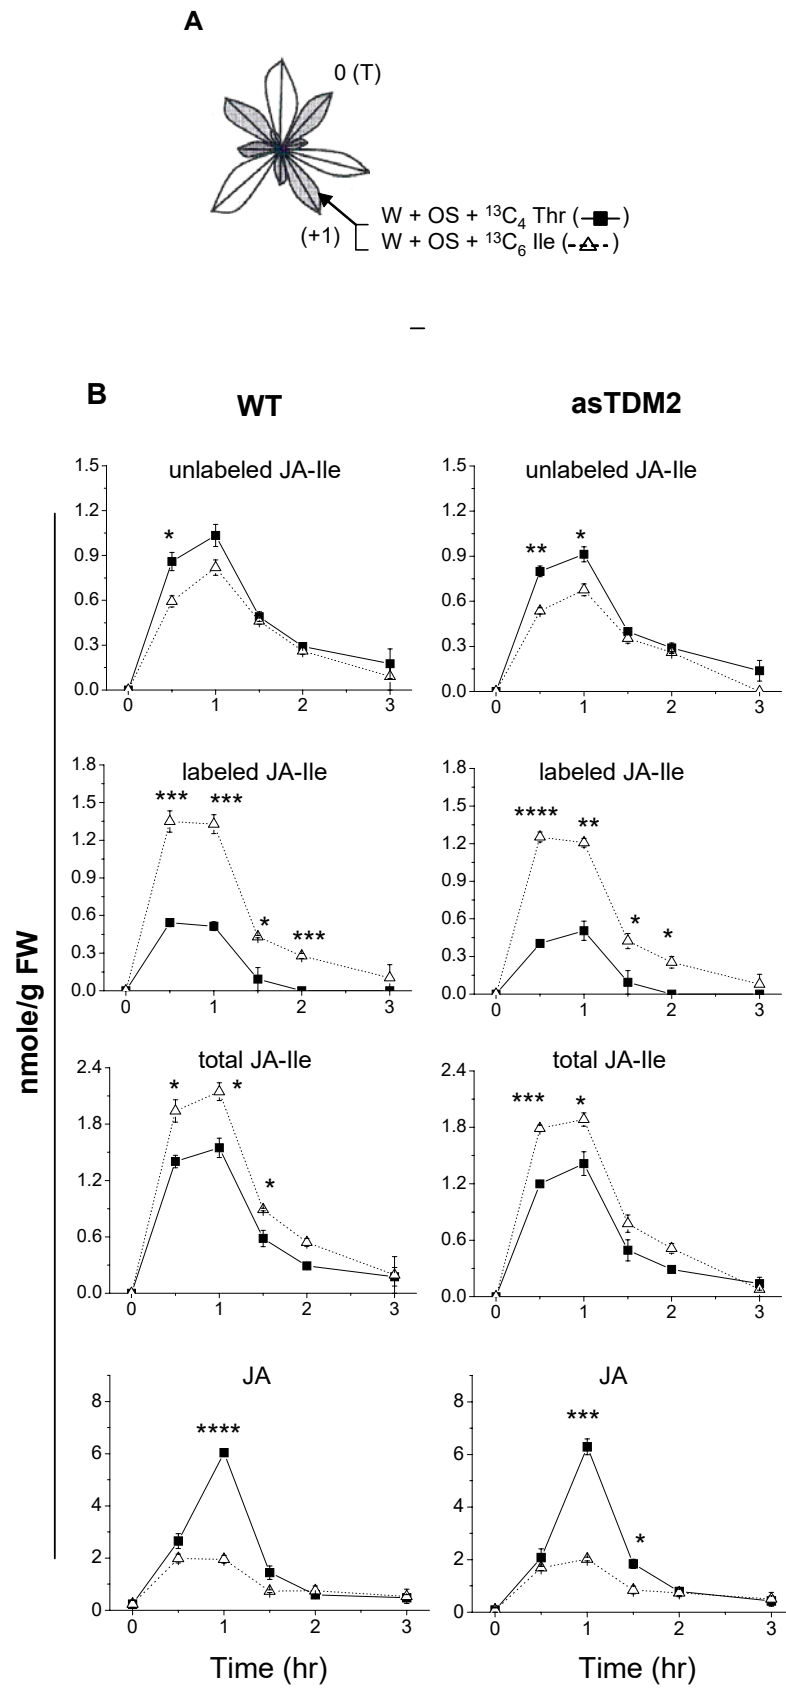 A
0 (T)
W + OS + ¹³C₄ Thr ( )
(+1)
W + OS + ¹³C₆ Ile ( )
B
WT
asTDM2
nmole/g FW
unlabeled JA-Ile
1.5
1.2
0.9
0.6
0.3
0.0
*
0 1 2 3
unlabeled JA-Ile
1.5
1.2
0.9
0.6
0.3
0.0
** *
0 1 2 3
labeled JA-Ile
1.8
1.5
1.2
0.9
0.6
0.3
0.0
*** *** * ***
0 1 2 3
labeled JA-Ile
1.8
1.5
1.2
0.9
0.6
0.3
0.0
**** ** * *
0 1 2 3
total JA-Ile
2.4
1.8
1.2
0.6
0.0
* * *
0 1 2 3
total JA-Ile
2.4
1.8
1.2
0.6
0.0
*** *
0 1 2 3
JA
8
6
4
2
0
****
0 1 2 3
Time (hr)
JA
8
6
4
2
0
*** *
0 1 2 3
Time (hr)